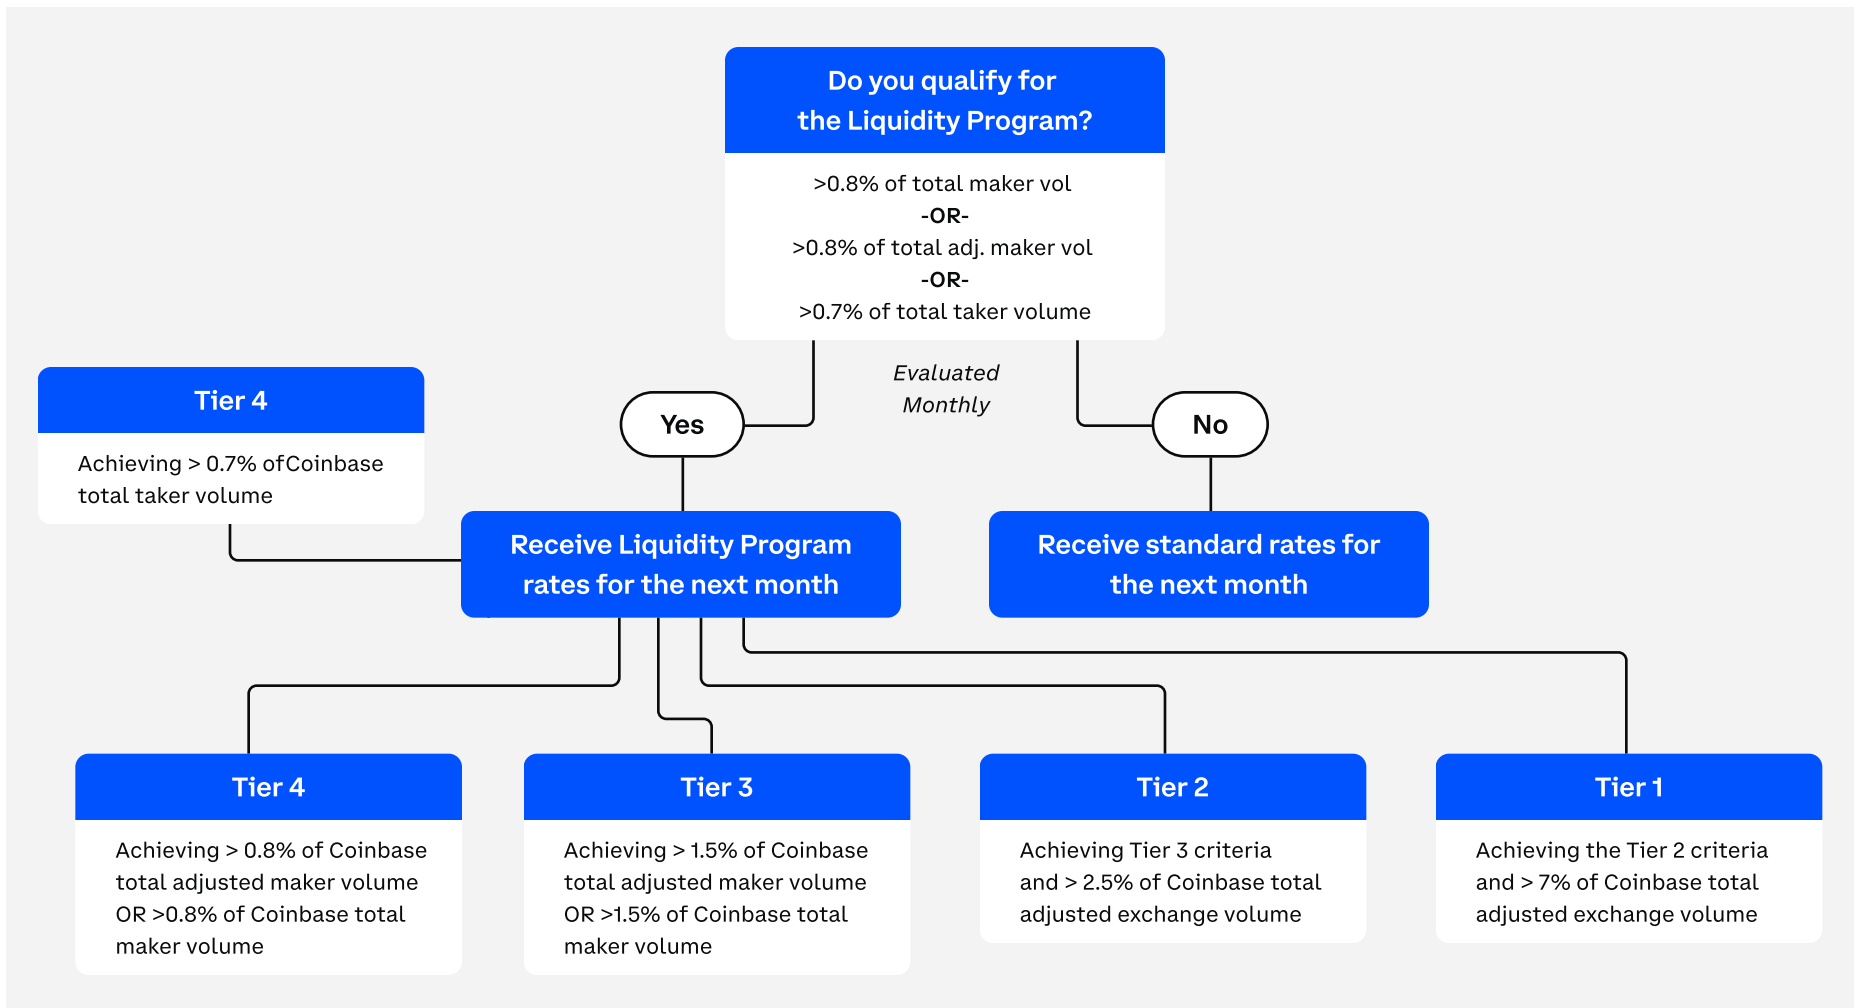 Do you qualify for
the Liquidity Program?
>0.8% of total maker vol
-OR-
>0.8% of total adj. maker vol
-OR-
>0.7% of total taker volume
Evaluated
Monthly
Yes
No
Tier 4
Achieving > 0.7% ofCoinbase
total taker volume
Receive Liquidity Program
rates for the next month
Receive standard rates for
the next month
Tier 4
Achieving > 0.8% of Coinbase
total adjusted maker volume
OR >0.8% of Coinbase total
maker volume
Tier 3
Achieving > 1.5% of Coinbase
total adjusted maker volume
OR >1.5% of Coinbase total
maker volume
Tier 2
Achieving Tier 3 criteria
and > 2.5% of Coinbase total
adjusted exchange volume
Tier 1
Achieving the Tier 2 criteria
and > 7% of Coinbase total
adjusted exchange volume